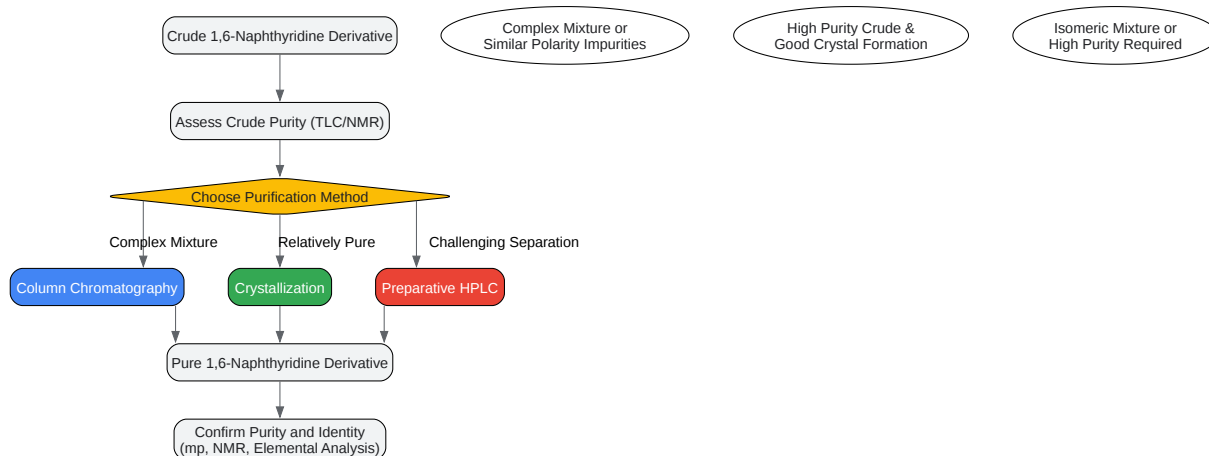 Crude 1,6-Naphthyridine Derivative
Complex Mixture or
Similar Polarity Impurities
High Purity Crude &
Good Crystal Formation
Isomeric Mixture or
High Purity Required
Assess Crude Purity (TLC/NMR)
Choose Purification Method
Complex Mixture
Relatively Pure
Challenging Separation
Column Chromatography
Crystallization
Preparative HPLC
Pure 1,6-Naphthyridine Derivative
Confirm Purity and Identity
(mp, NMR, Elemental Analysis)